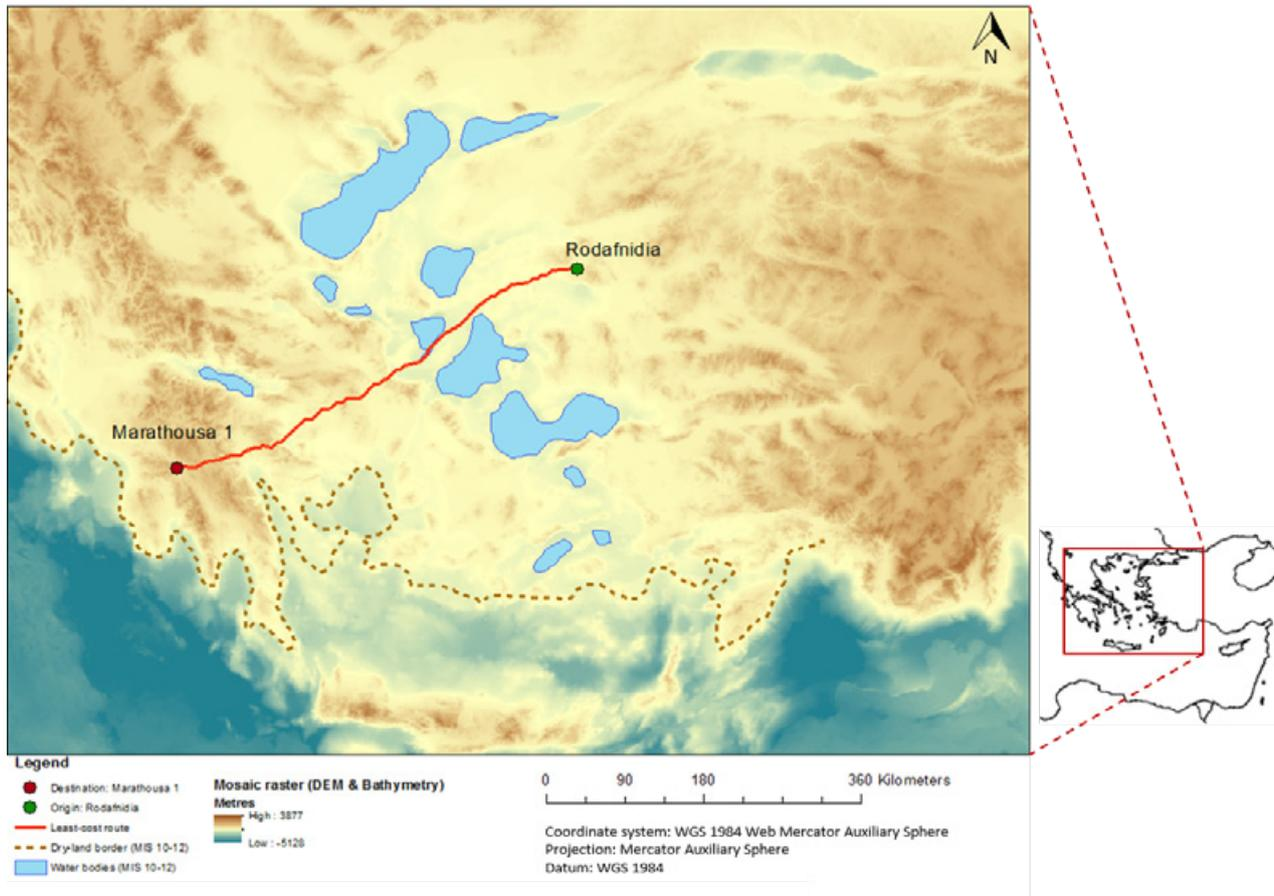 N
Rodafnidia
Marathousa 1
Legend
Destination: Marathousa 1
Origin: Rodafnidia
Least-cost route
Dry-land border (MIS 10-12)
Water bodies (MIS 10-12)
Mosaic raster (DEM & Bathymetry)
Metres
High : 3877
Low : -5128
0 90 180 360 Kilometers
Coordinate system: WGS 1984 Web Mercator Auxiliary Sphere
Projection: Mercator Auxiliary Sphere
Datum: WGS 1984